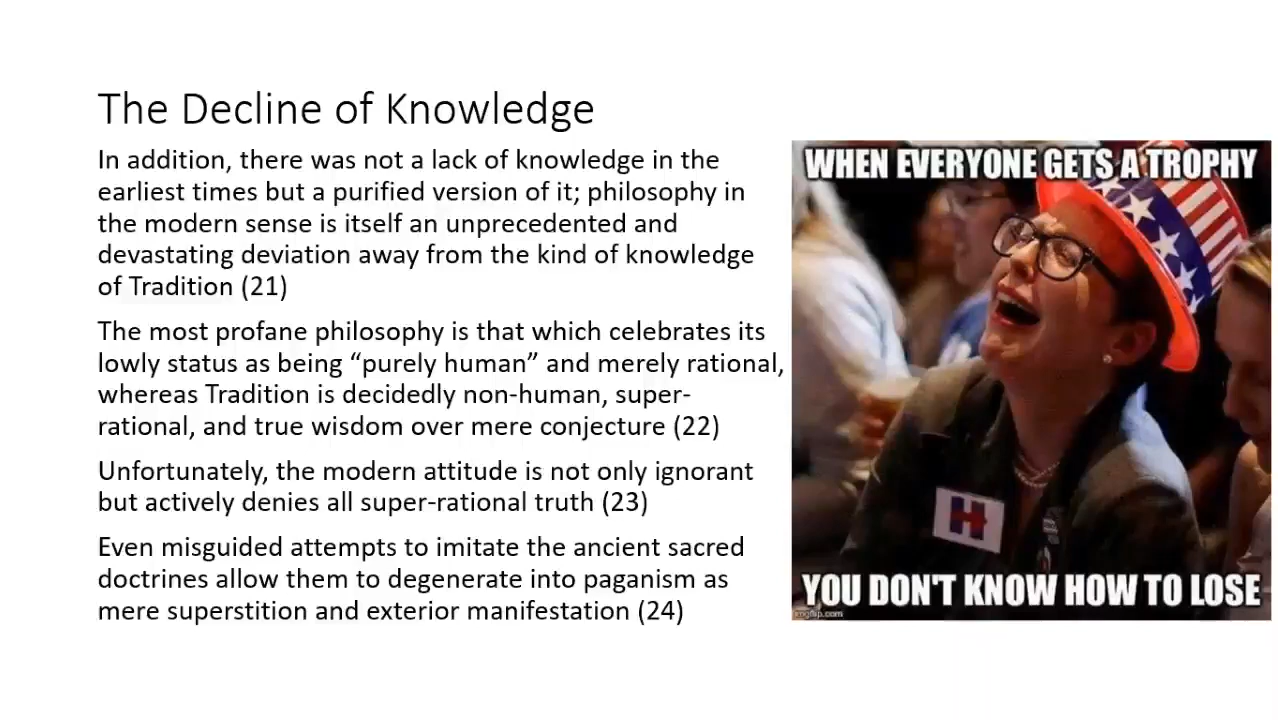 The Decline of Knowledge
In addition, there was not a lack of knowledge in the
earliest times but a purified version of it; philosophy in
the modern sense is itself an unprecedented and
devastating deviation away from the kind of knowledge
of Tradition (21)
The most profane philosophy is that which celebrates its
lowly status as being “purely human” and merely rational,
whereas Tradition is decidedly non-human, super-
rational, and true wisdom over mere conjecture (22)
Unfortunately, the modern attitude is not only ignorant
but actively denies all super-rational truth (23)
Even misguided attempts to imitate the ancient sacred
doctrines allow them to degenerate into paganism as
mere superstition and exterior manifestation (24)
WHEN EVERYONE GETS A TROPHY
H
YOU DON'T KNOW HOW TO LOSE
imgflip.com